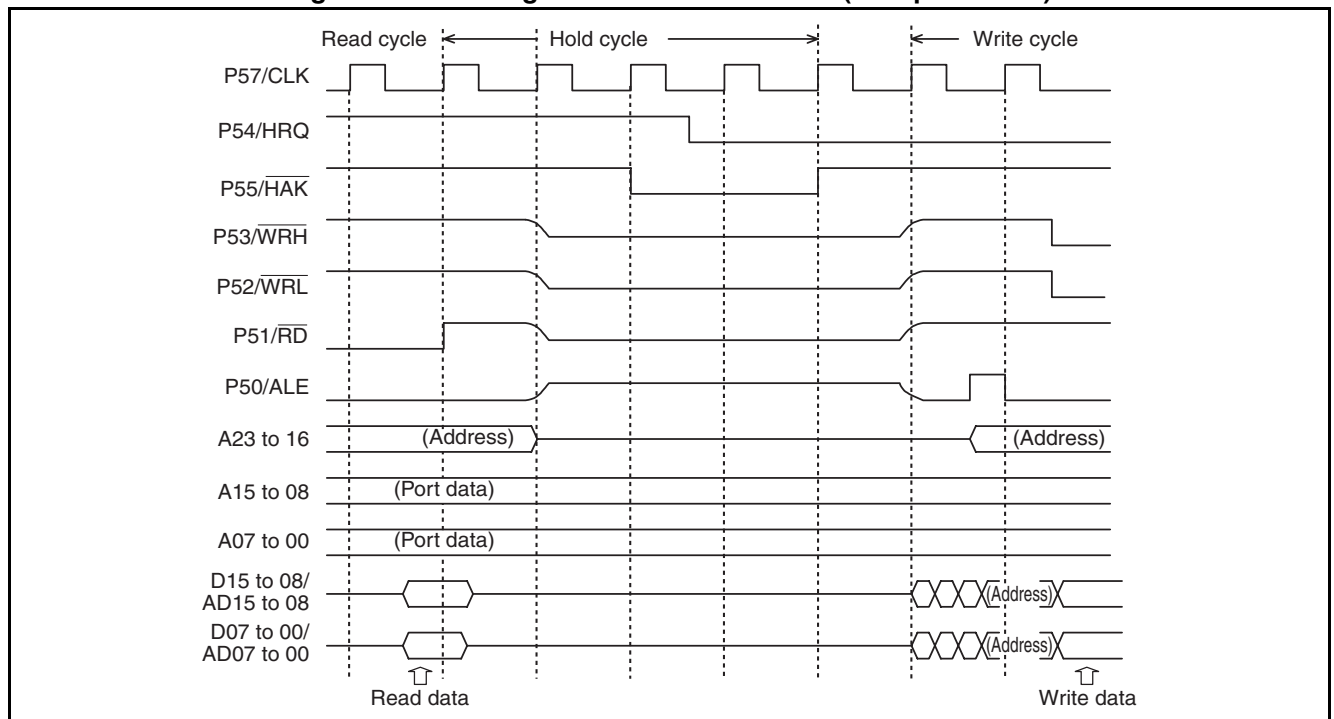 Read cycle Hold cycle Write cycle
P57/CLK
P54/HRQ
P55/HAK
P53/WRH
P52/WRL
P51/RD
P50/ALE
A23 to 16 (Address) (Address)
A15 to 08 (Port data)
A07 to 00 (Port data)
D15 to 08/
AD15 to 08 (Address)
D07 to 00/
AD07 to 00 (Address)
Read data Write data